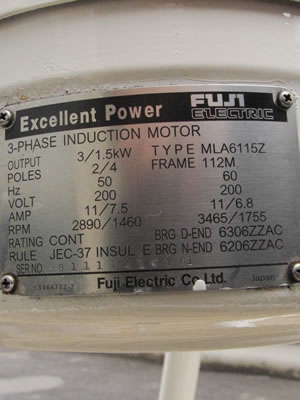 Excellent Power FUJI ELECTRIC
3-PHASE INDUCTION MOTOR
OUTPUT 3/1.5kW TYPE MLA6115Z
POLES 2/4 FRAME 112M
Hz 50 60
VOLT 200 200
AMP 11/7.5 11/6.8
RPM 2890/1460 3465/1755
RATING CONT BRG D-END 6306ZZAC
RULE JEC-37 INSUL E BRG N-END 6206ZZAC
SER NO
Fuji Electric Co Ltd. Japan